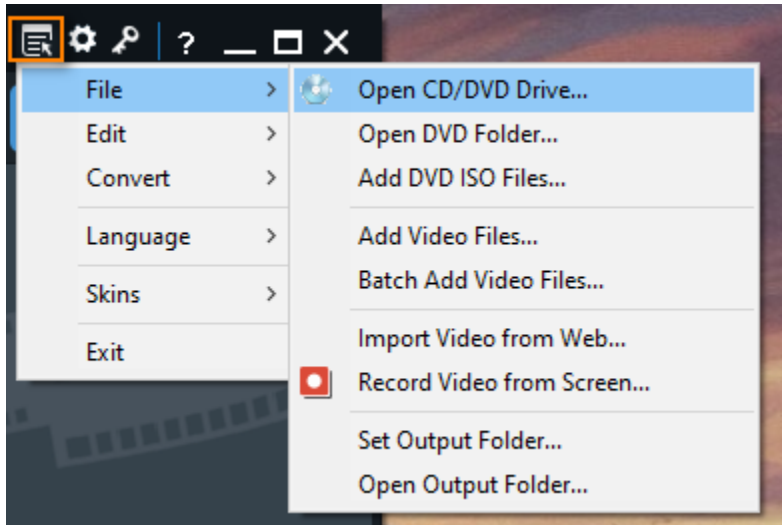 ?
File
Edit
Convert
Language
Skins
Exit
Open CD/DVD Drive...
Open DVD Folder...
Add DVD ISO Files...
Add Video Files...
Batch Add Video Files...
Import Video from Web...
Record Video from Screen...
Set Output Folder...
Open Output Folder...